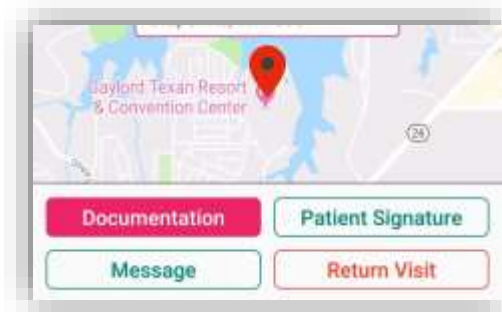 Gaylord Texan Resort
& Convention Center
26
Documentation
Patient Signature
Message
Return Visit